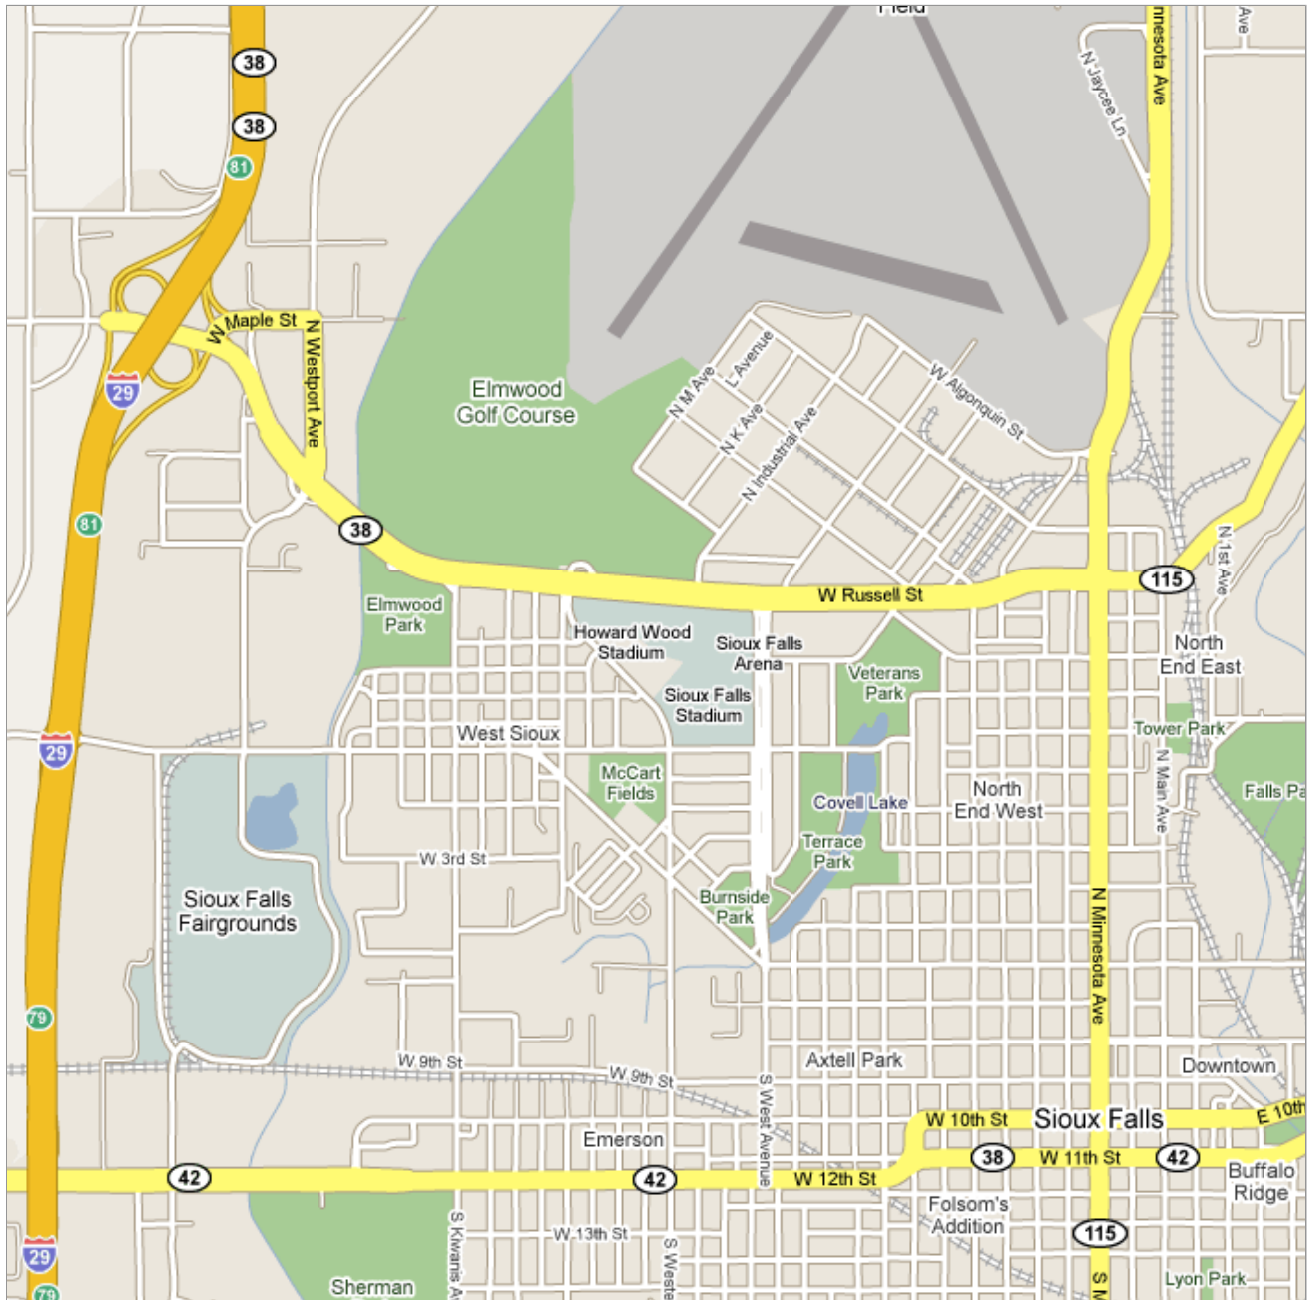 Field
Ave
38
nnesota Ave
N Jaycee Ln
38
81
W Maple St
N Westport Ave
L Avenue
N M Ave
W Algonquin St
29
Elmwood
Golf Course
N K Ave
N Industrial Ave
81
38
N 1st Ave
115
W Russell St
Elmwood
Park
Howard Wood
Stadium
Sioux Falls
Arena
North
End East
Veterans
Park
Sioux Falls
Stadium
West Sioux
Tower Park
29
McCart
Fields
N Main Ave
North
End West
Falls Pa
Covell Lake
Terrace
Park
W 3rd St
Sioux Falls
Fairgrounds
Burnside
Park
N Minnesota Ave
79
W 9th St
W 9th St
Axtell Park
Downtown
S West Avenue
W 10th St
Sioux Falls
E 10th
Emerson
38
W 11th St
42
42
42
W 12th St
Buffalo
Ridge
Folsom's
Addition
S Kiwanis Av
W 13th St
115
29
S Weste
Sherman
S M
Lyon Park
79